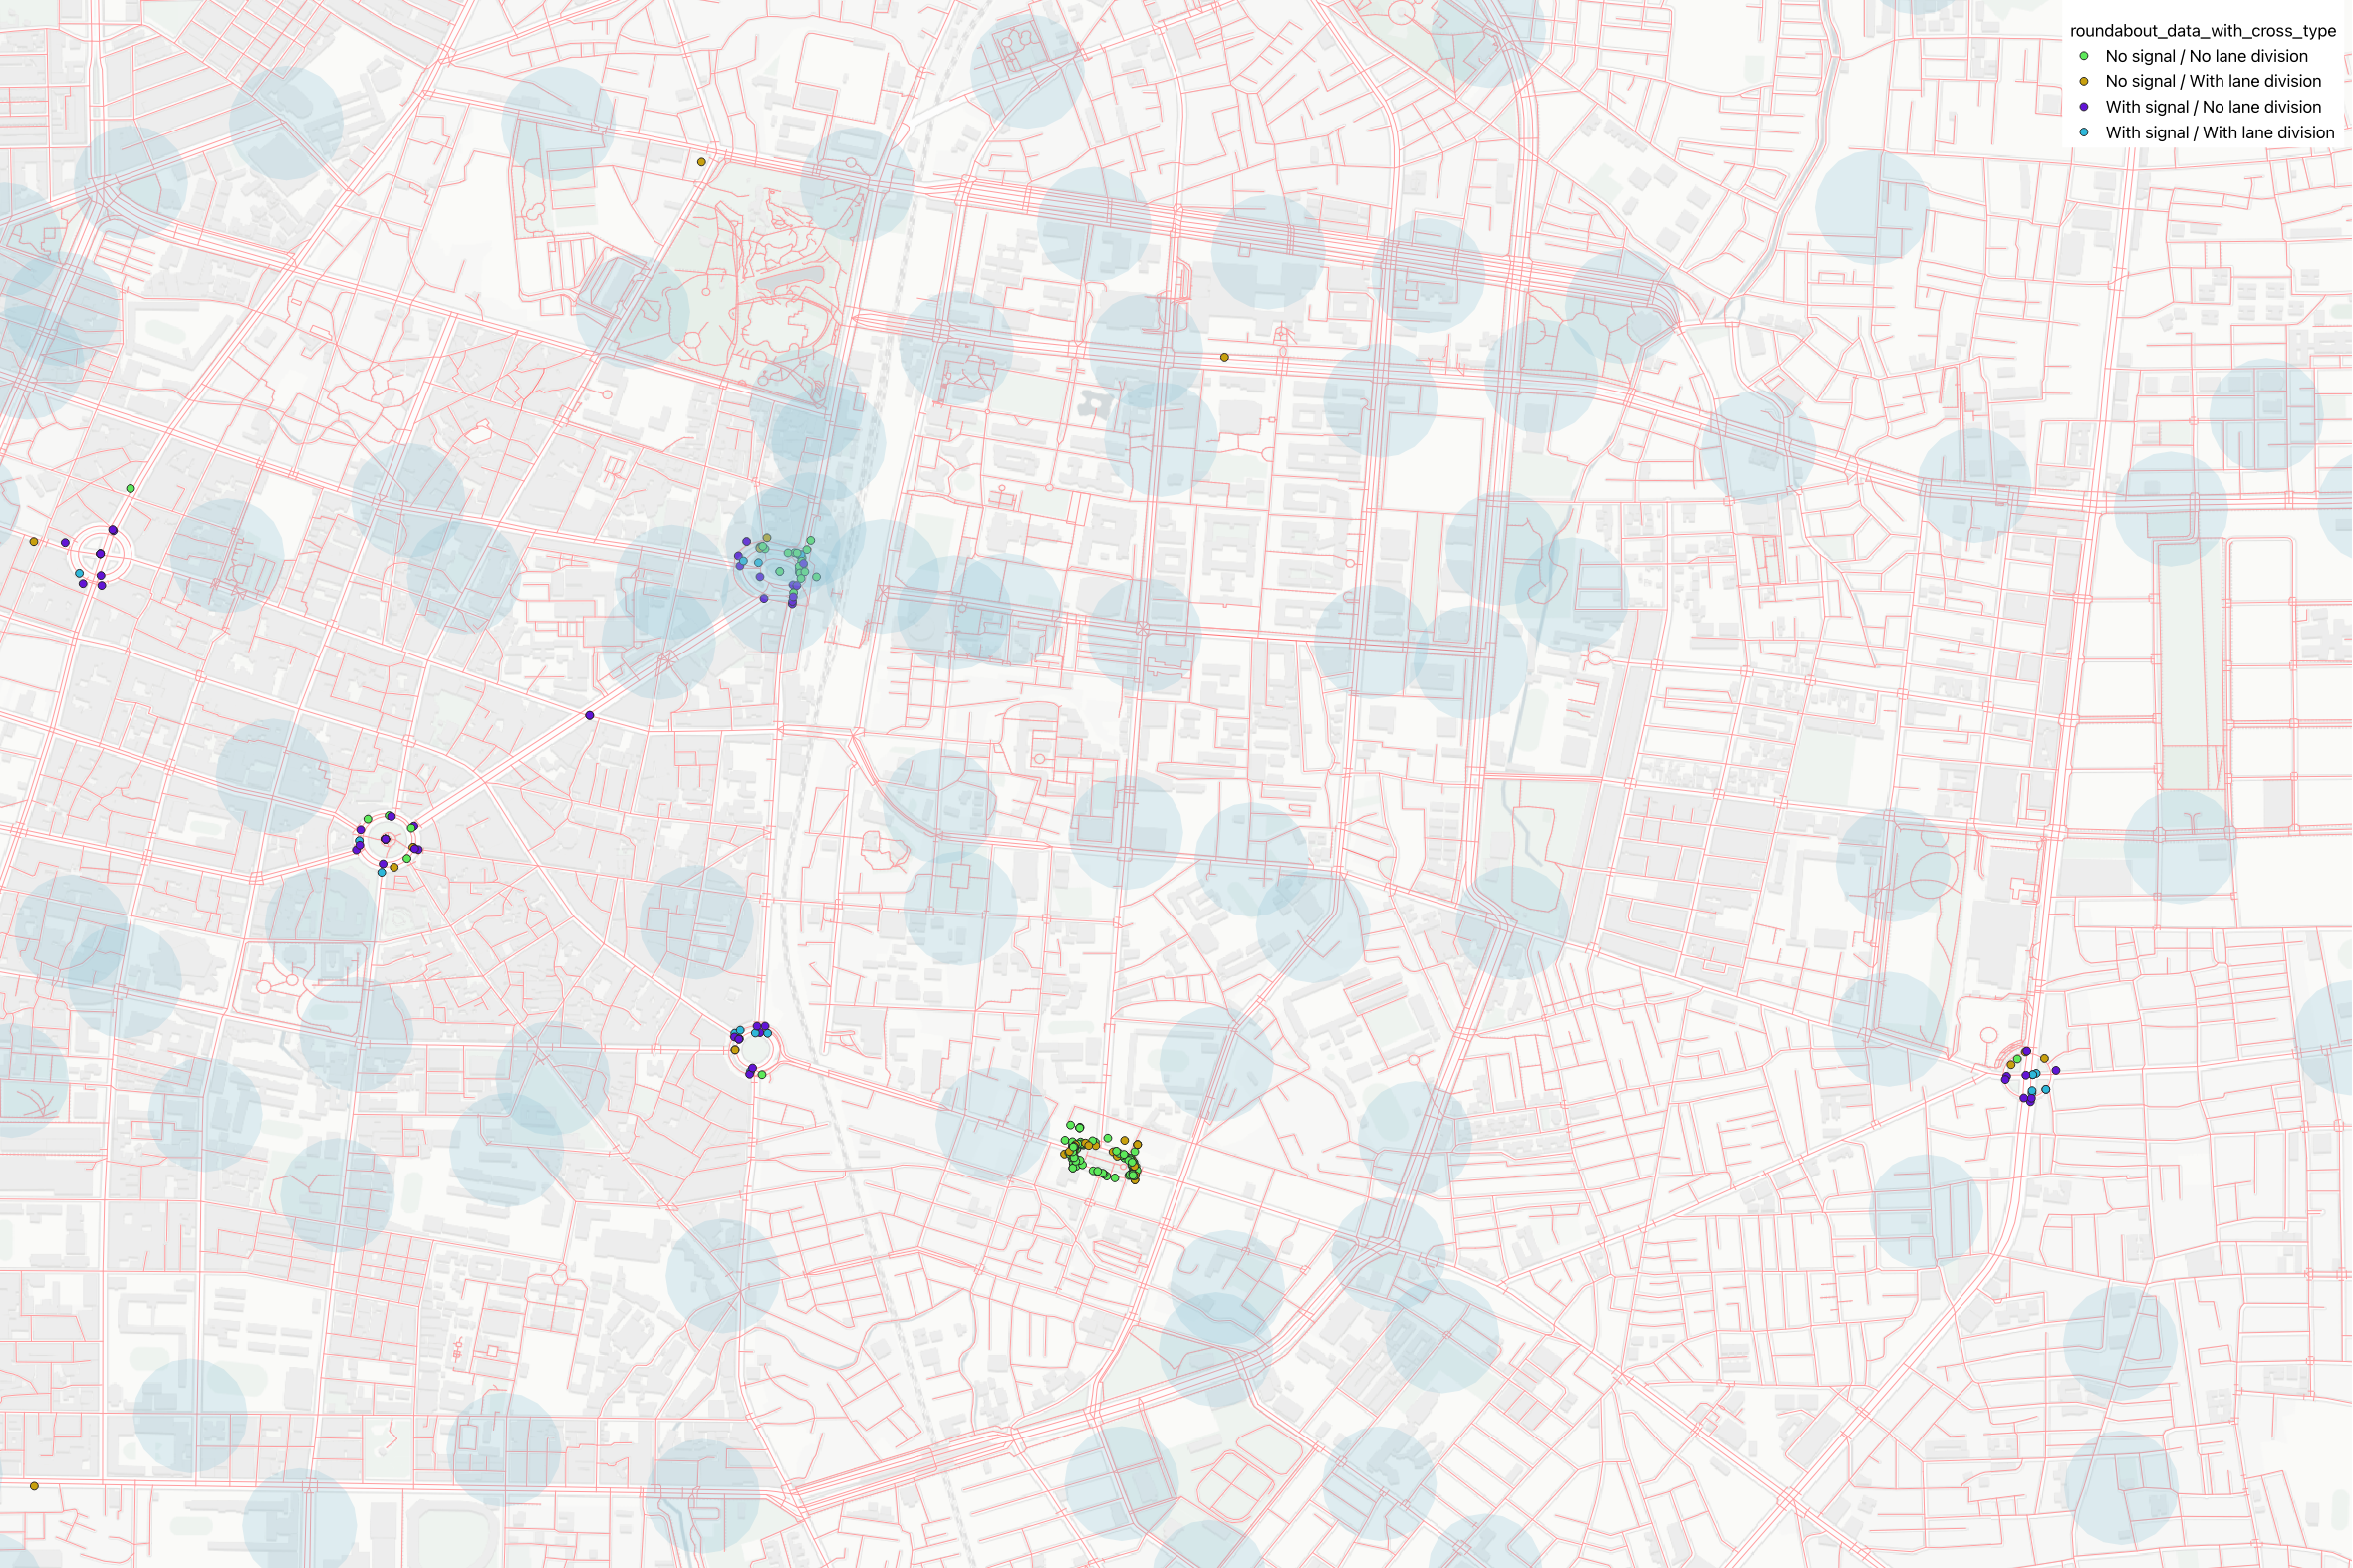 roundabout_data_with_cross_type
No signal / No lane division
No signal / With lane division
With signal / No lane division
With signal / With lane division